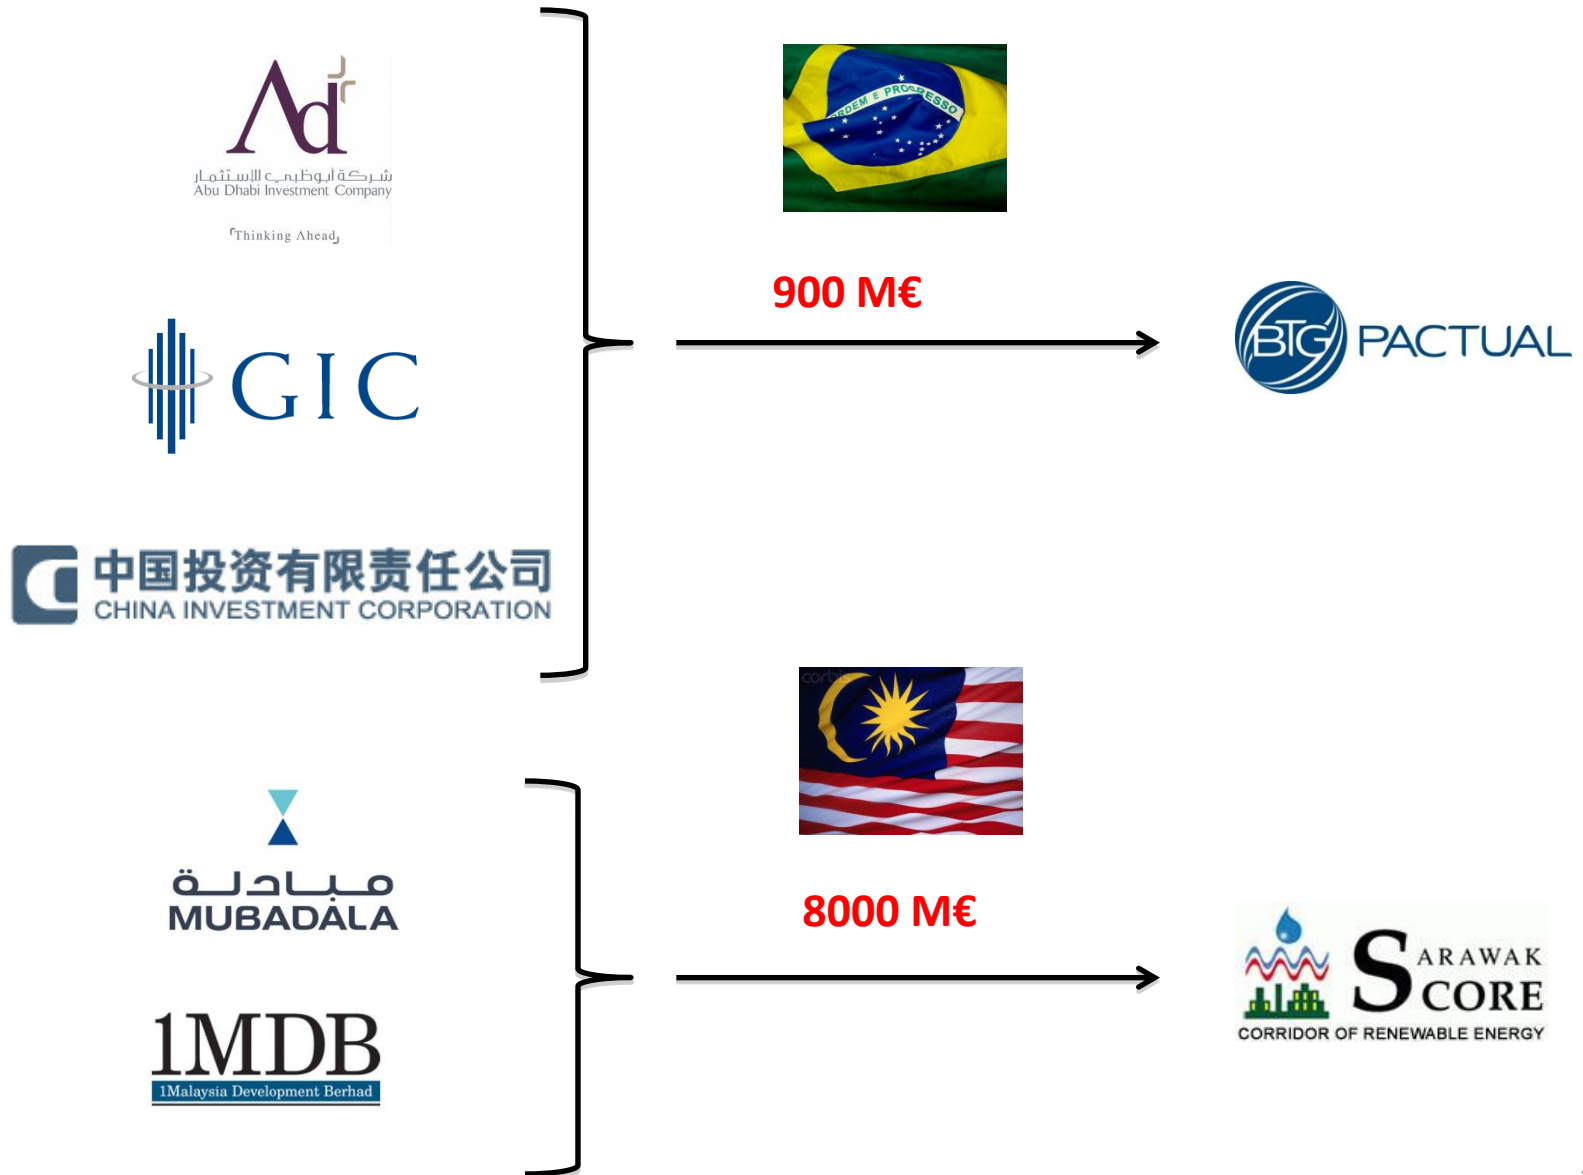 Ad
شركة أبوظبي للإستثمار
Abu Dhabi Investment Company
「Thinking Ahead」
ORDEM E PROGRESSO
900 M€
GIC
BTG PACTUAL
中国投资有限责任公司
CHINA INVESTMENT CORPORATION
corbis
مبادلة
MUBADALA
8000 M€
SARAWAK
SCORE
CORRIDOR OF RENEWABLE ENERGY
1MDB
1Malaysia Development Berhad